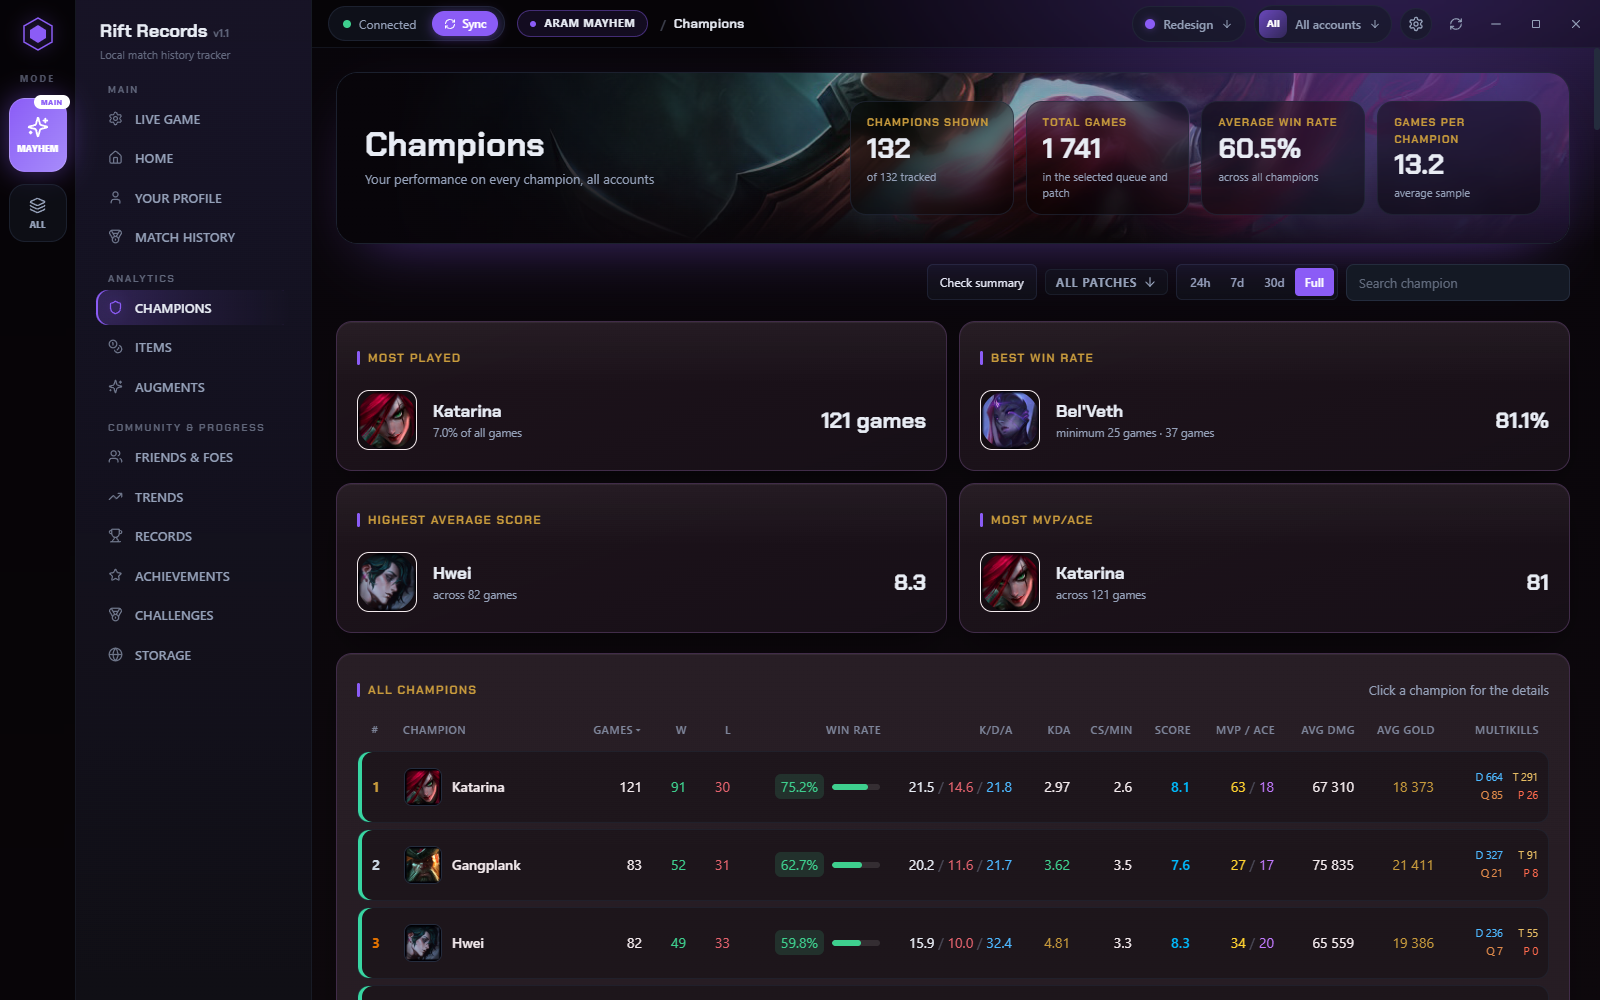 Rift Records v1.1
Local match history tracker
Connected
Sync
ARAM MAYHEM
/ Champions
Redesign
All
All accounts
MODE
MAIN
MAYHEM
ALL
MAIN
LIVE GAME
HOME
YOUR PROFILE
MATCH HISTORY
ANALYTICS
CHAMPIONS
ITEMS
AUGMENTS
COMMUNITY & PROGRESS
FRIENDS & FOES
TRENDS
RECORDS
ACHIEVEMENTS
CHALLENGES
STORAGE
Champions
Your performance on every champion, all accounts
CHAMPIONS SHOWN
132
of 132 tracked
TOTAL GAMES
1 741
in the selected queue and
patch
AVERAGE WIN RATE
60.5%
across all champions
GAMES PER
CHAMPION
13.2
average sample
Check summary
ALL PATCHES
24h 7d 30d Full
Search champion
MOST PLAYED
Katarina
7.0% of all games
121 games
BEST WIN RATE
Bel'Veth
minimum 25 games · 37 games
81.1%
HIGHEST AVERAGE SCORE
Hwei
across 82 games
8.3
MOST MVP/ACE
Katarina
across 121 games
81
ALL CHAMPIONS
Click a champion for the details
# CHAMPION GAMES W L WIN RATE K/D/A KDA CS/MIN SCORE MVP / ACE AVG DMG AVG GOLD MULTIKILLS
1 Katarina 121 91 30 75.2% 21.5 / 14.6 / 21.8 2.97 2.6 8.1 63 / 18 67 310 18 373 D 664 T 291
Q 85 P 26
2 Gangplank 83 52 31 62.7% 20.2 / 11.6 / 21.7 3.62 3.5 7.6 27 / 17 75 835 21 411 D 327 T 91
Q 21 P 8
3 Hwei 82 49 33 59.8% 15.9 / 10.0 / 32.4 4.81 3.3 8.3 34 / 20 65 559 19 386 D 236 T 55
Q 7 P 0